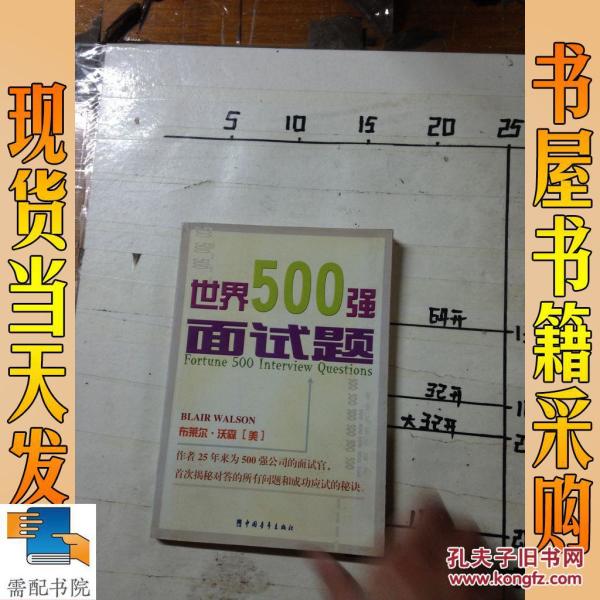 现货当天发
书屋书籍采购
5 10 15 20 25
世界500强
面试题
Fortune 500 Interview Questions
BLAIR WALSON
布莱尔·沃森[美]
作者25年来为500强公司的面试官,
首次揭秘对答的所有问题和成功应试的秘诀。
中国青年出版社
64开
32开
大32开
需配书院
孔夫子旧书网
www.kongfz.com